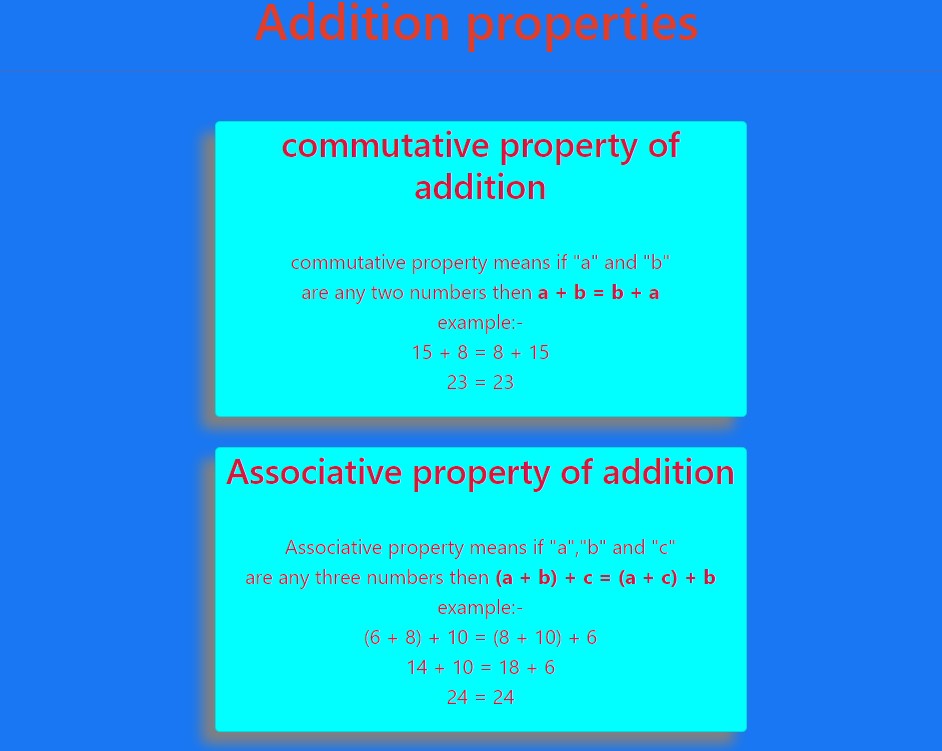 Addition properties
commutative property of
addition
commutative property means if "a" and "b"
are any two numbers then a + b = b + a
example:-
15 + 8 = 8 + 15
23 = 23
Associative property of addition
Associative property means if "a","b" and "c"
are any three numbers then (a + b) + c = (a + c) + b
example:-
(6 + 8) + 10 = (8 + 10) + 6
14 + 10 = 18 + 6
24 = 24